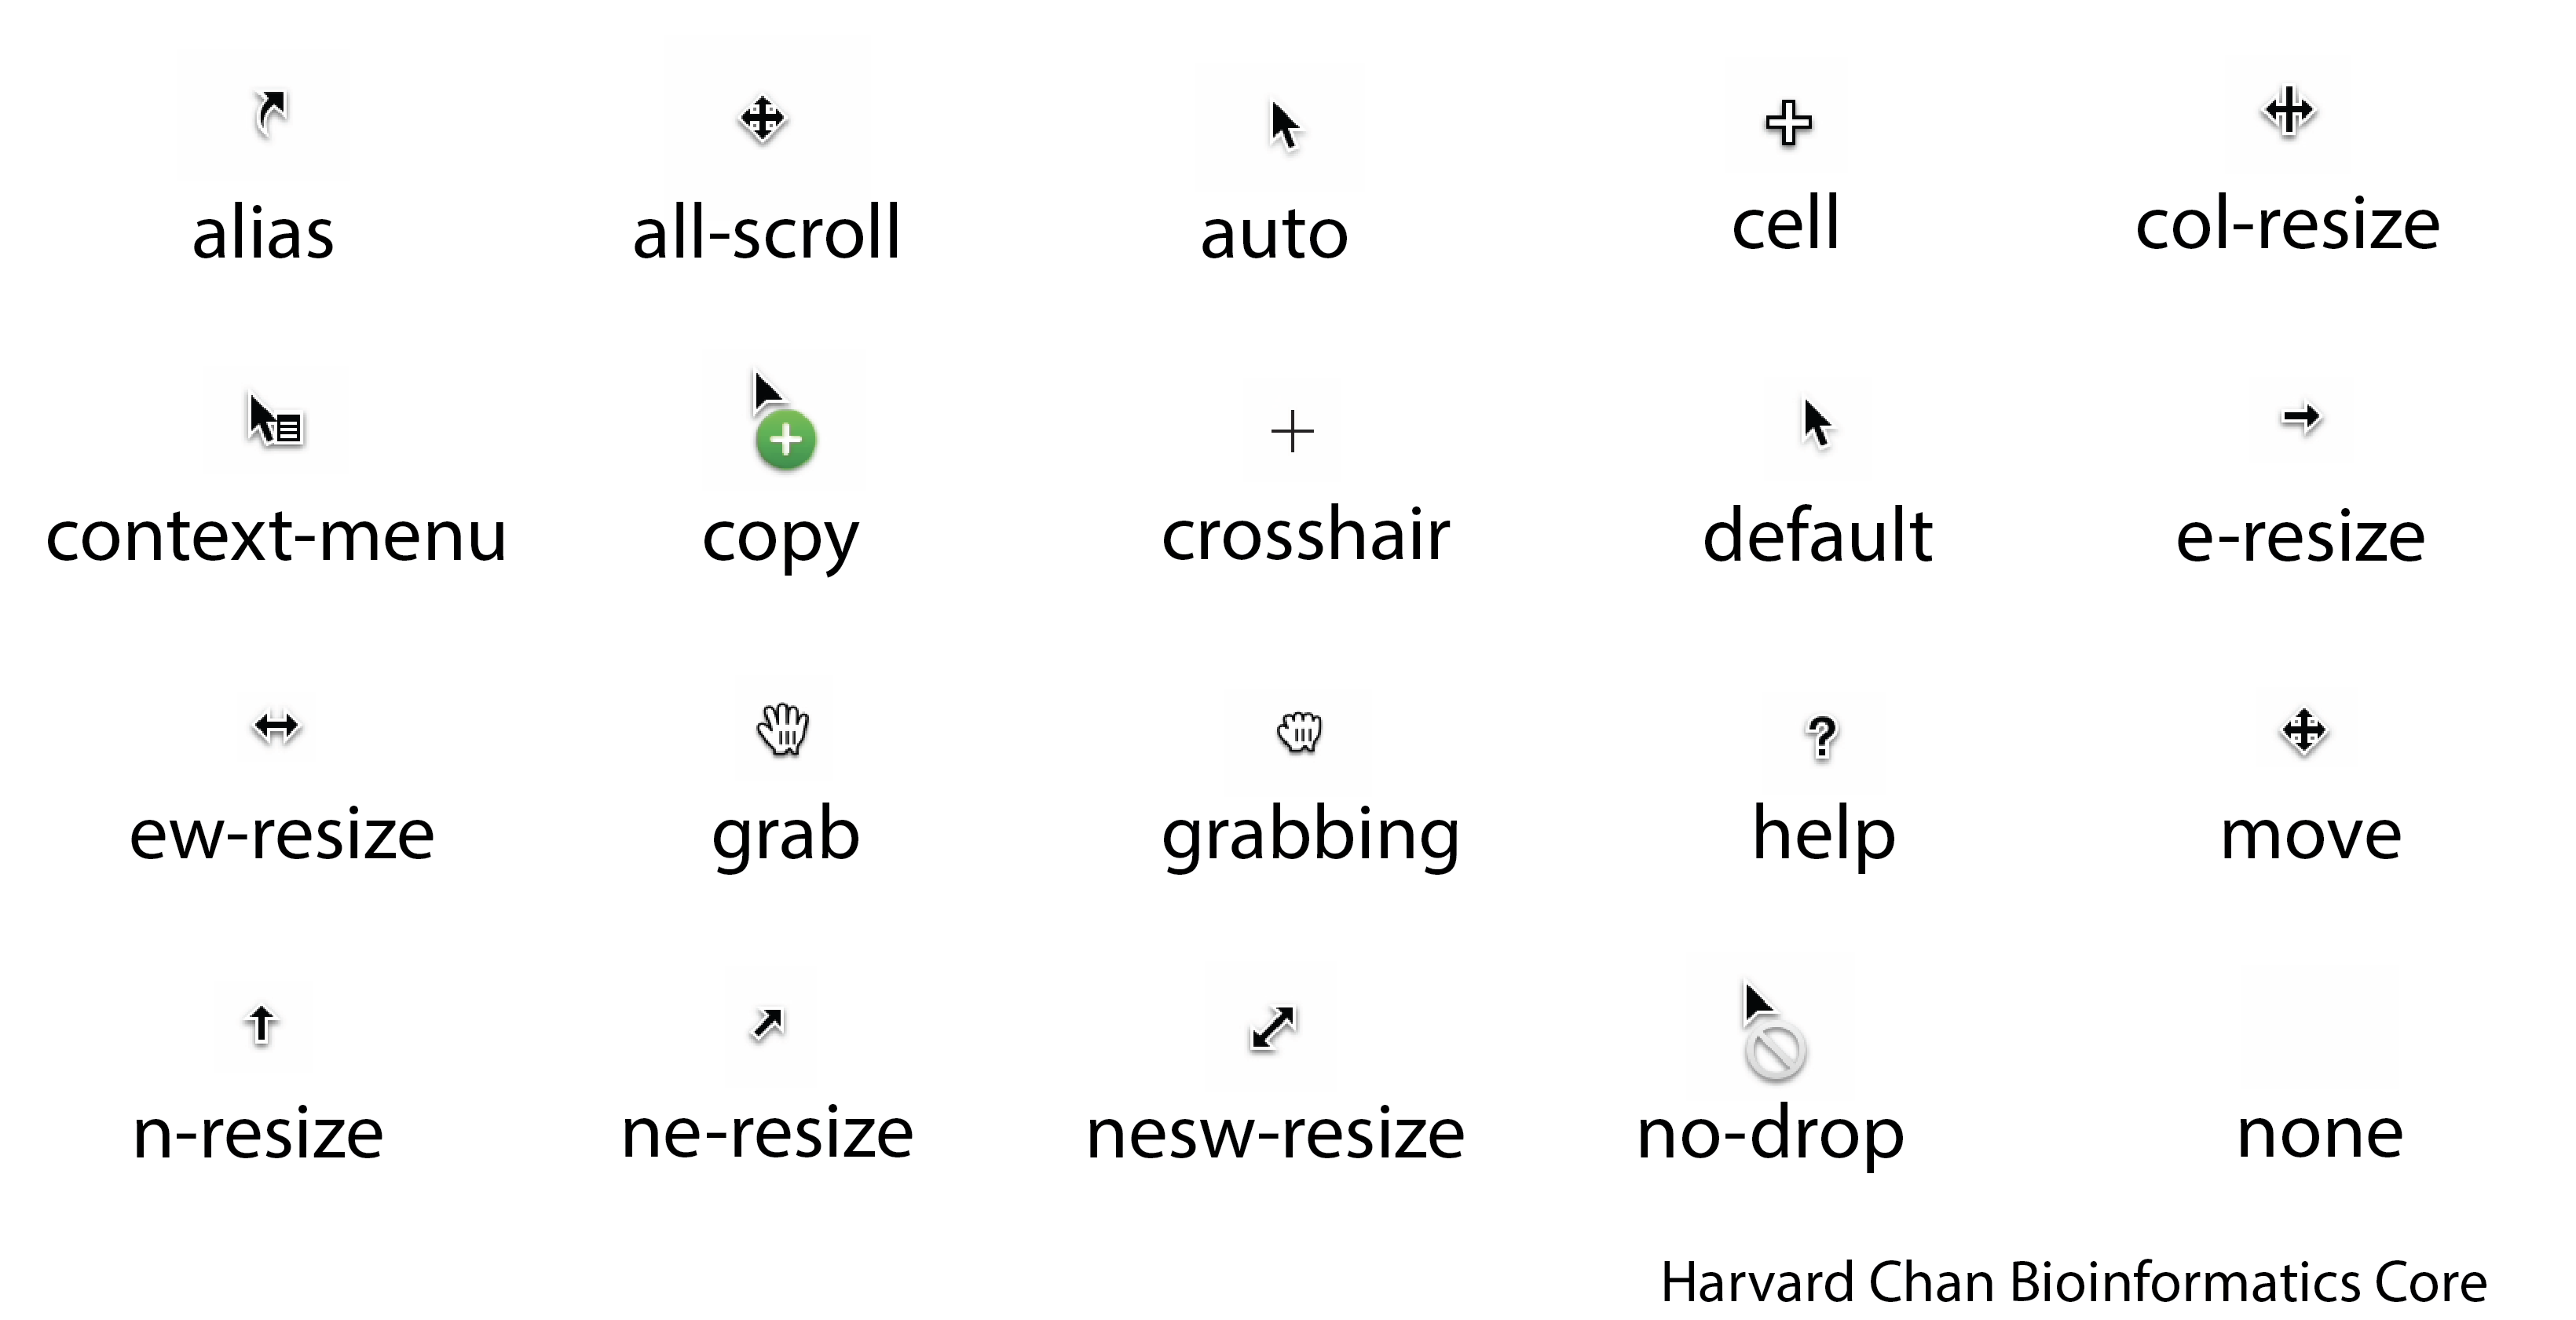 alias all-scroll auto cell col-resize
context-menu copy crosshair default e-resize
ew-resize grab grabbing help move
n-resize ne-resize nesw-resize no-drop none
Harvard Chan Bioinformatics Core